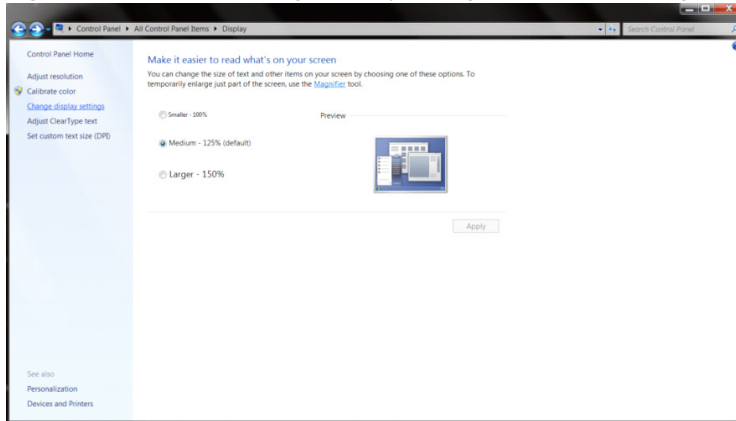 Control Panel ▸ All Control Panel Items ▸ Display
Search Control Panel
Control Panel Home
Adjust resolution
Calibrate color
Change display settings
Adjust ClearType text
Set custom text size (DPI)
See also
Personalization
Devices and Printers
Make it easier to read what's on your screen
You can change the size of text and other items on your screen by choosing one of these options. To
temporarily enlarge just part of the screen, use the Magnifier tool.
Smaller - 100%
Preview
Medium - 125% (default)
Larger - 150%
Apply